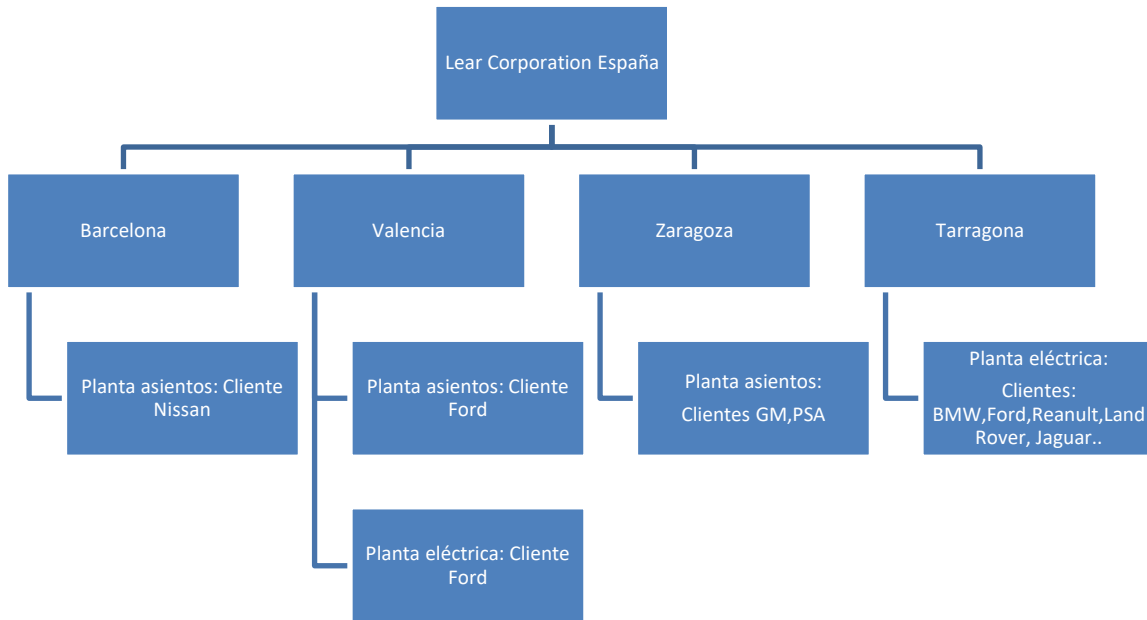 Lear Corporation España
Barcelona
Valencia
Zaragoza
Tarragona
Planta asientos: Cliente
Nissan
Planta asientos: Cliente
Ford
Planta asientos:
Clientes GM,PSA
Planta eléctrica:
Clientes:
BMW,Ford,Reanult,Land
Rover, Jaguar..
Planta eléctrica: Cliente
Ford